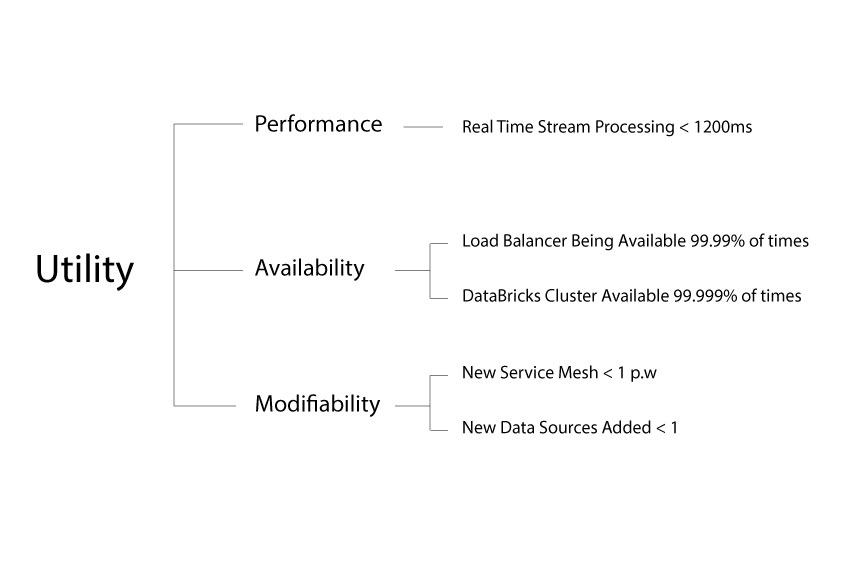 Performance
Real Time Stream Processing < 1200ms
Utility
Availability
Load Balancer Being Available 99.99% of times
DataBricks Cluster Available 99.999% of times
Modifiability
New Service Mesh < 1 p.w
New Data Sources Added < 1